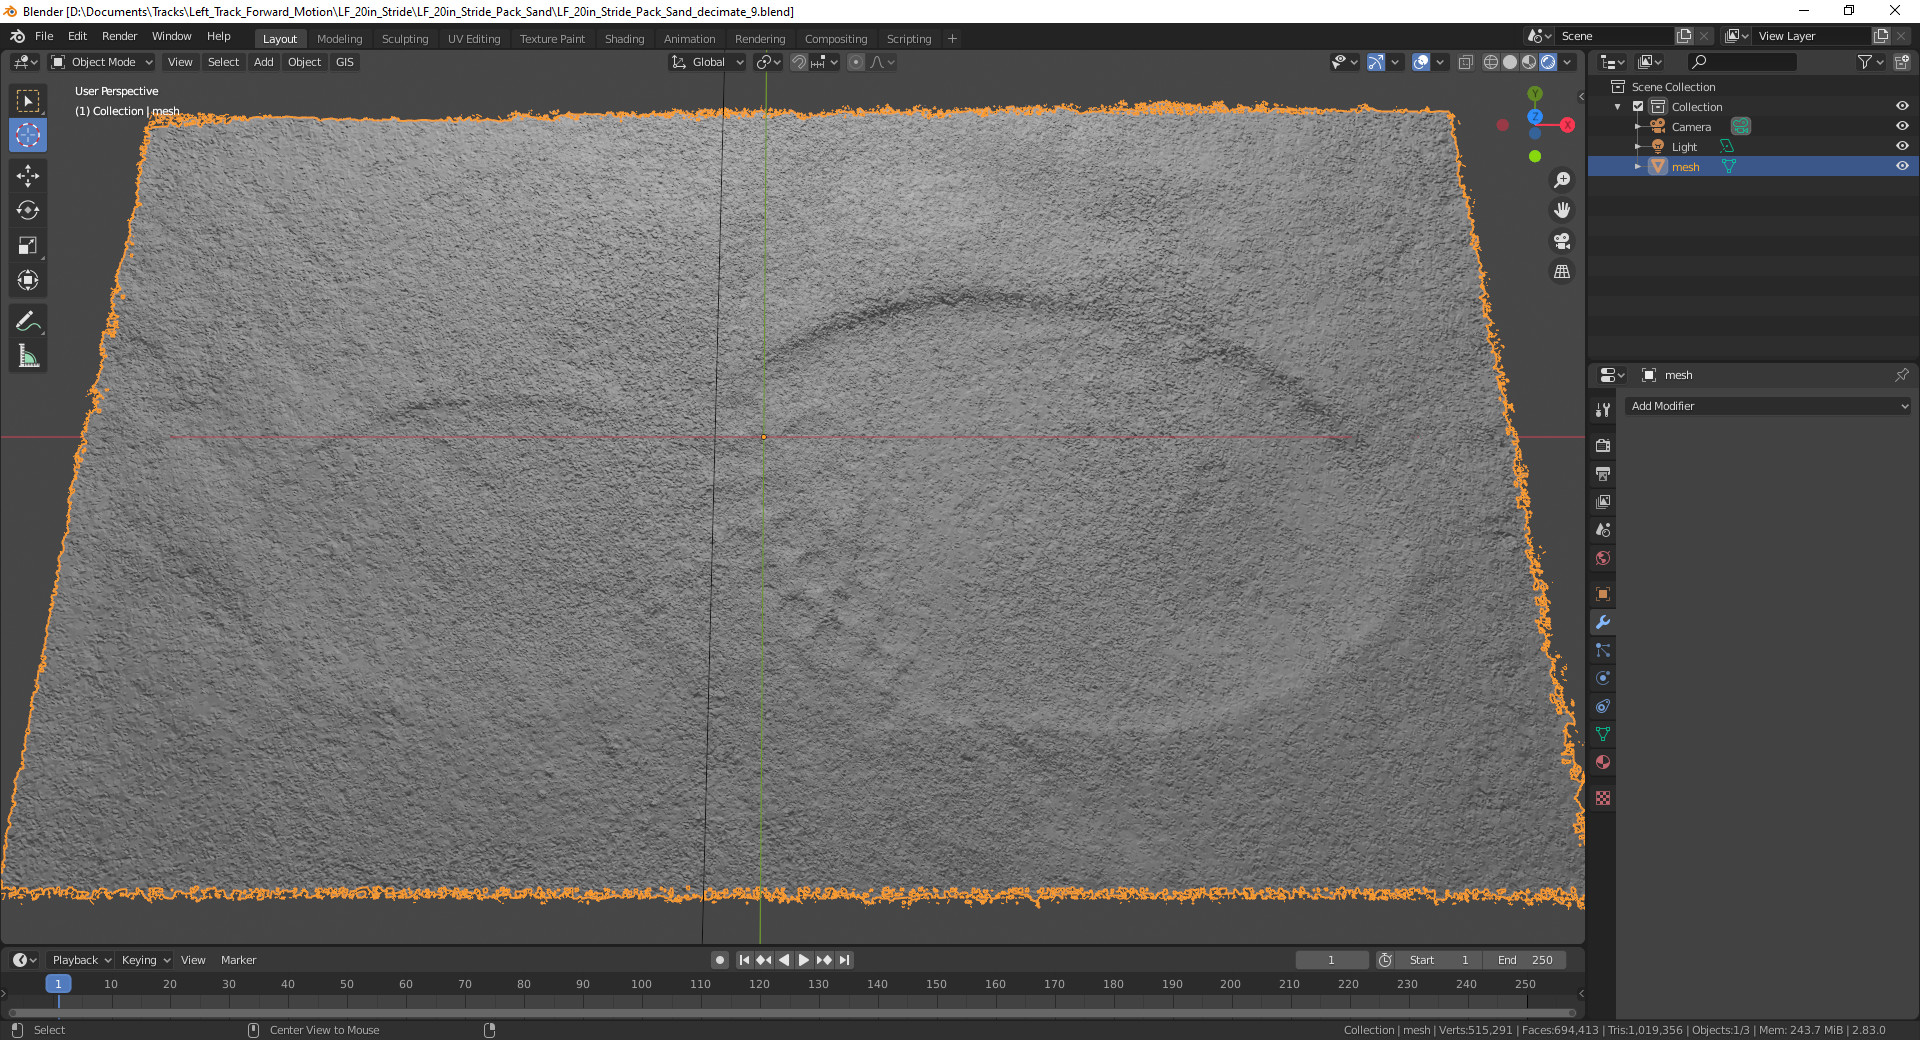 Blender [D:\Documents\Tracks\Left_Track_Forward_Motion\LF_20in_Stride\LF_20in_Stride_Pack_Sand\LF_20in_Stride_Pack_Sand_decimate_9.blend]
File Edit Render Window Help Layout Modeling Sculpting UV Editing Texture Paint Shading Animation Rendering Compositing Scripting + Scene View Layer
Object Mode View Select Add Object GIS Global
User Perspective
(1) Collection | mesh
Y
Z
X
Scene Collection
Collection
Camera
Light
mesh
mesh
Add Modifier
Playback Keying View Marker 1 Start 1 End 250
1 10 20 30 40 50 60 70 80 90 100 110 120 130 140 150 160 170 180 190 200 210 220 230 240 250
Select Center View to Mouse Collection | mesh | Verts:515,291 | Faces:694,413 | Tris:1,019,356 | Objects:1/3 | Mem: 243.7 MiB | 2.83.0